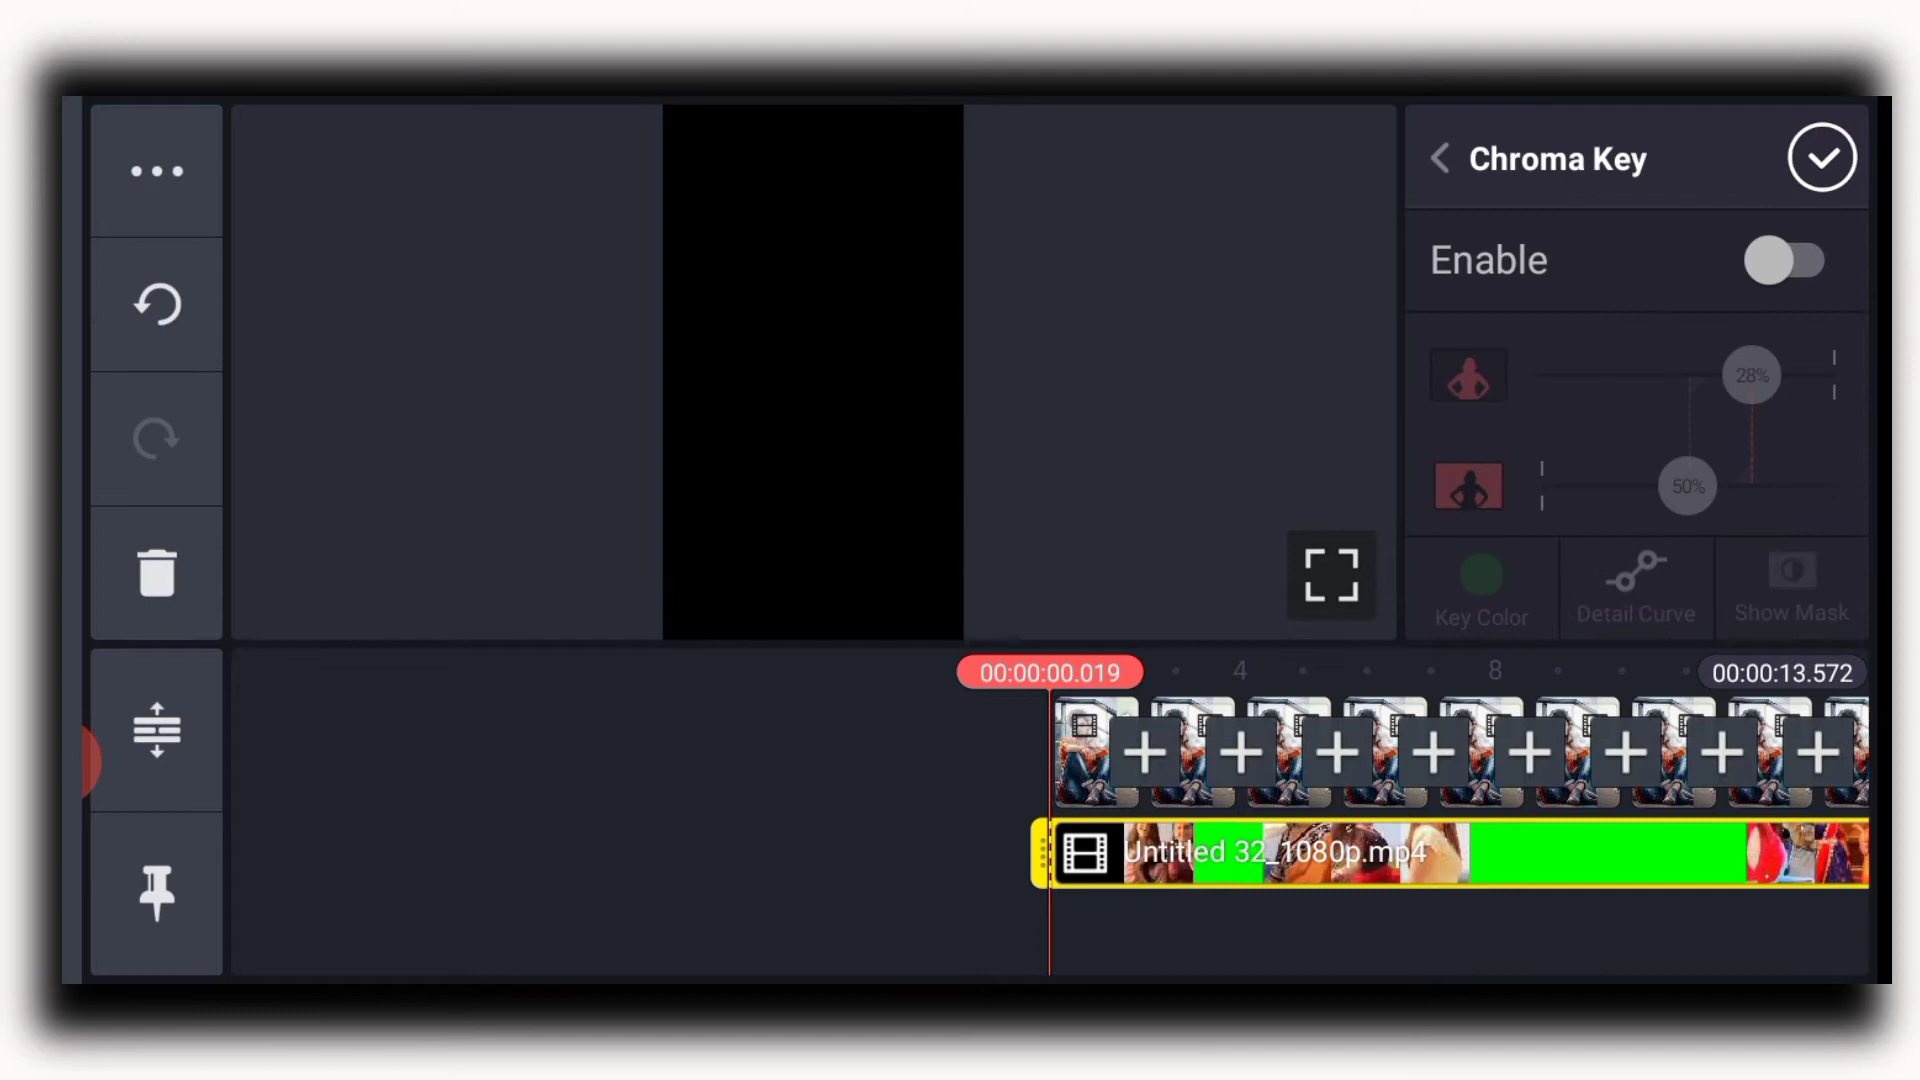 Chroma Key
Enable
28%
50%
Key Color
Detail Curve
Show Mask
00:00:00.019
4
8
00:00:13.572
Untitled 32_1080p.mp4